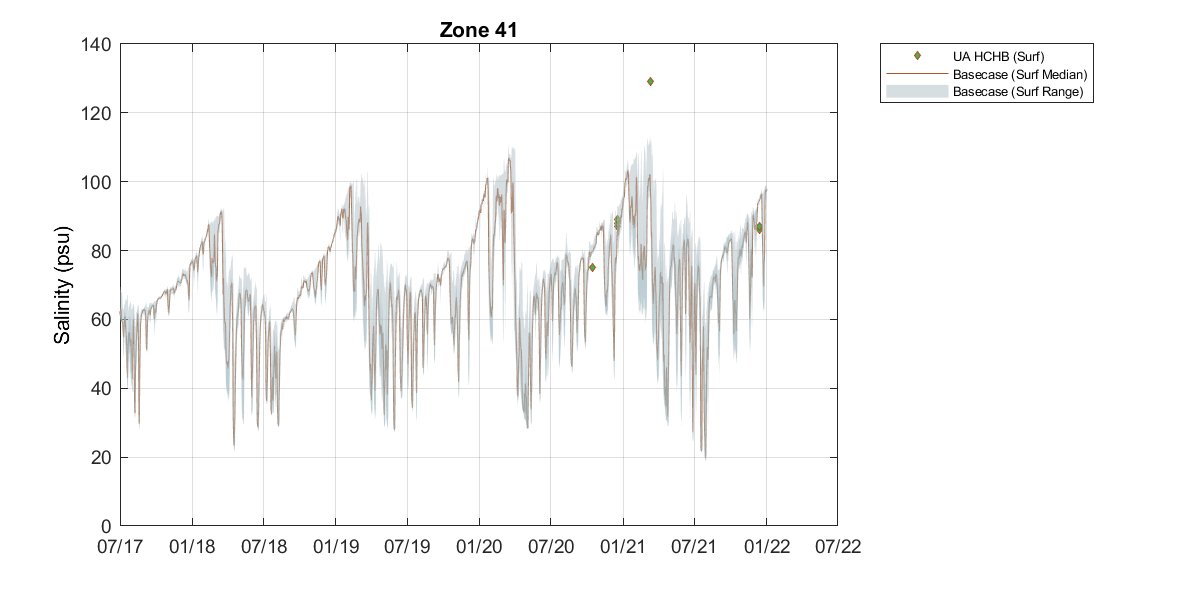 Zone 41
140
120
100
80
60
40
20
0
Salinity (psu)
07/17 01/18 07/18 01/19 07/19 01/20 07/20 01/21 07/21 01/22 07/22
UA HCHB (Surf)
Basecase (Surf Median)
Basecase (Surf Range)